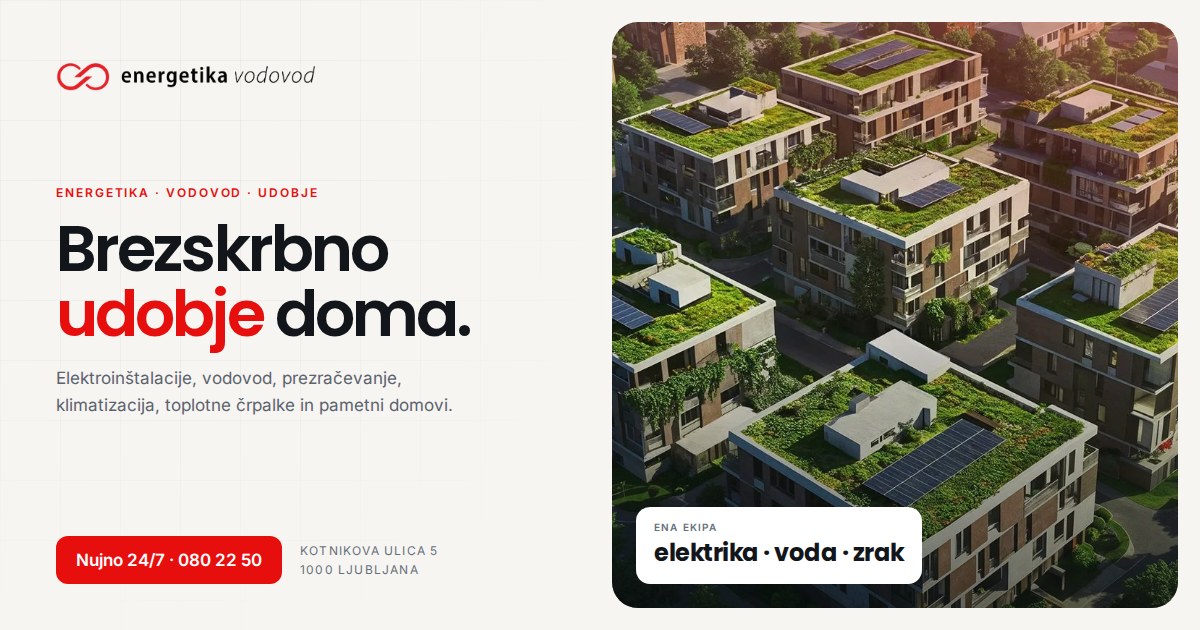 energetika vodovod
ENERGETIKA · VODOVOD · UDOBJE
Brezskrbno
udobje doma.
Elektroinštalacije, vodovod, prezračevanje,
klimatizacija, toplotne črpalke in pametni domovi.
Nujno 24/7 · 080 22 50
KOTNIKOVA ULICA 5
1000 LJUBLJANA
ENA EKIPA
elektrika · voda · zrak